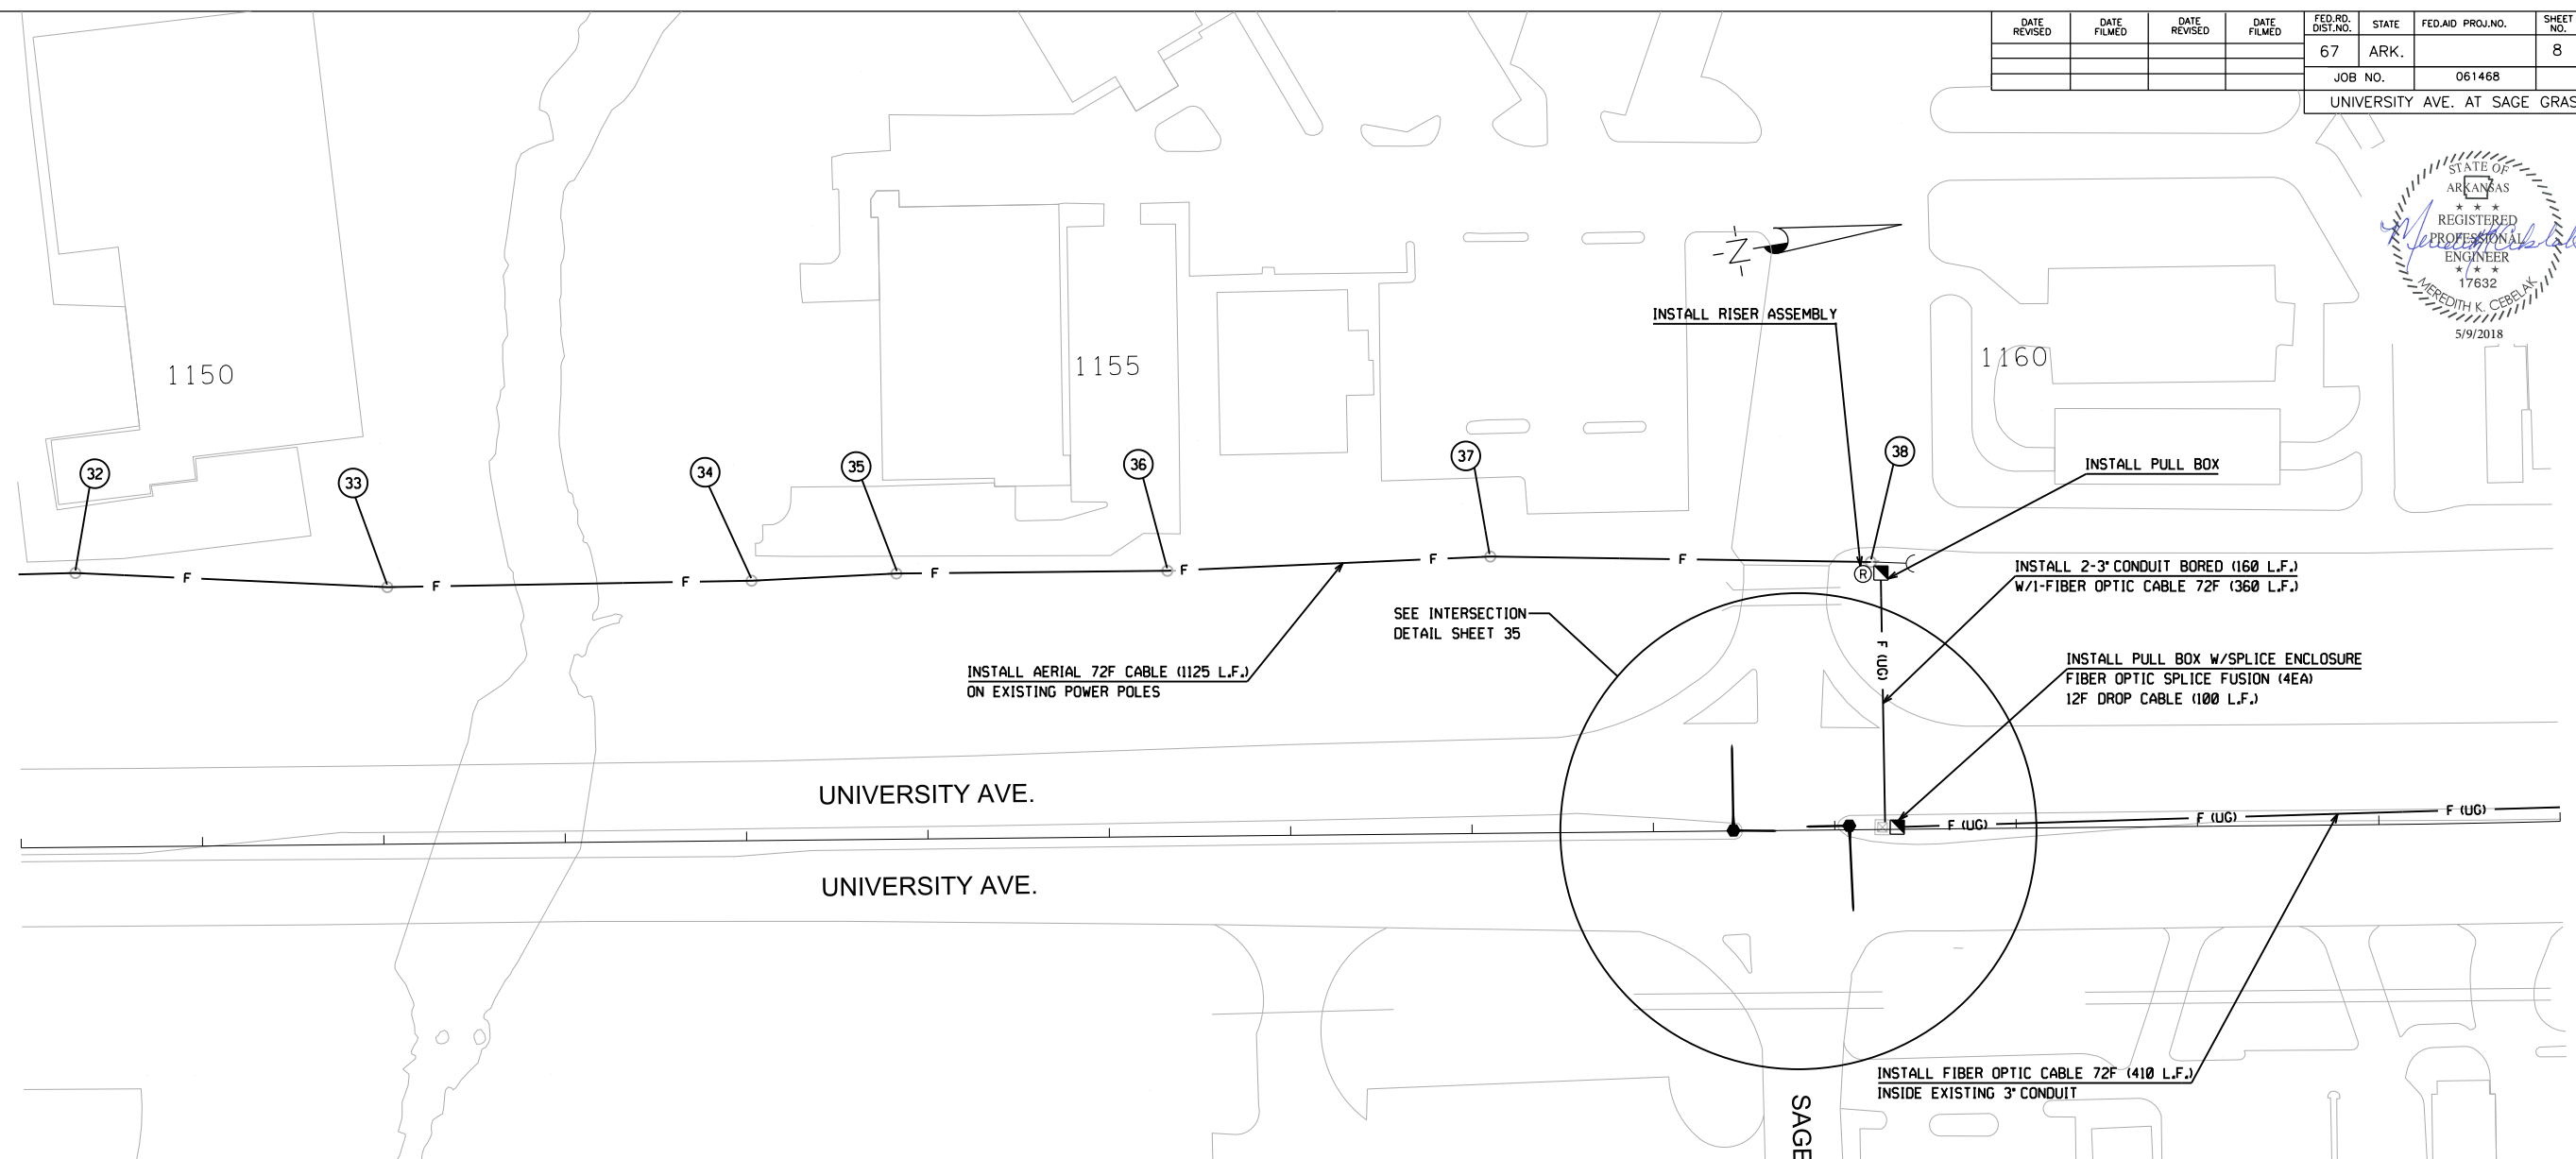 DATE REVISED
DATE FILMED
DATE REVISED
DATE FILMED
FED.RD. DIST.NO.
STATE
FED.AID PROJ.NO.
SHEET NO.
67
ARK.
8
JOB NO.
061468
UNIVERSITY AVE. AT SAGE GRAS
STATE OF
ARKANSAS
★ ★ ★
REGISTERED
PROFESSIONAL
ENGINEER
★ ★ ★
17632
MEREDITH K. CEBELAK
5/9/2018
-Z-
INSTALL RISER ASSEMBLY
1150
1155
1160
32
33
34
35
36
37
38
INSTALL PULL BOX
F
F
F
F
F
F
F
R
INSTALL 2-3" CONDUIT BORED (160 L.F.)
W/1-FIBER OPTIC CABLE 72F (360 L.F.)
SEE INTERSECTION
DETAIL SHEET 35
F (UG)
INSTALL AERIAL 72F CABLE (1125 L.F.)
ON EXISTING POWER POLES
INSTALL PULL BOX W/SPLICE ENCLOSURE
FIBER OPTIC SPLICE FUSION (4EA)
12F DROP CABLE (100 L.F.)
UNIVERSITY AVE.
F (UG)
F (UG)
F (UG)
UNIVERSITY AVE.
INSTALL FIBER OPTIC CABLE 72F (410 L.F.)
INSIDE EXISTING 3" CONDUIT
SAGE